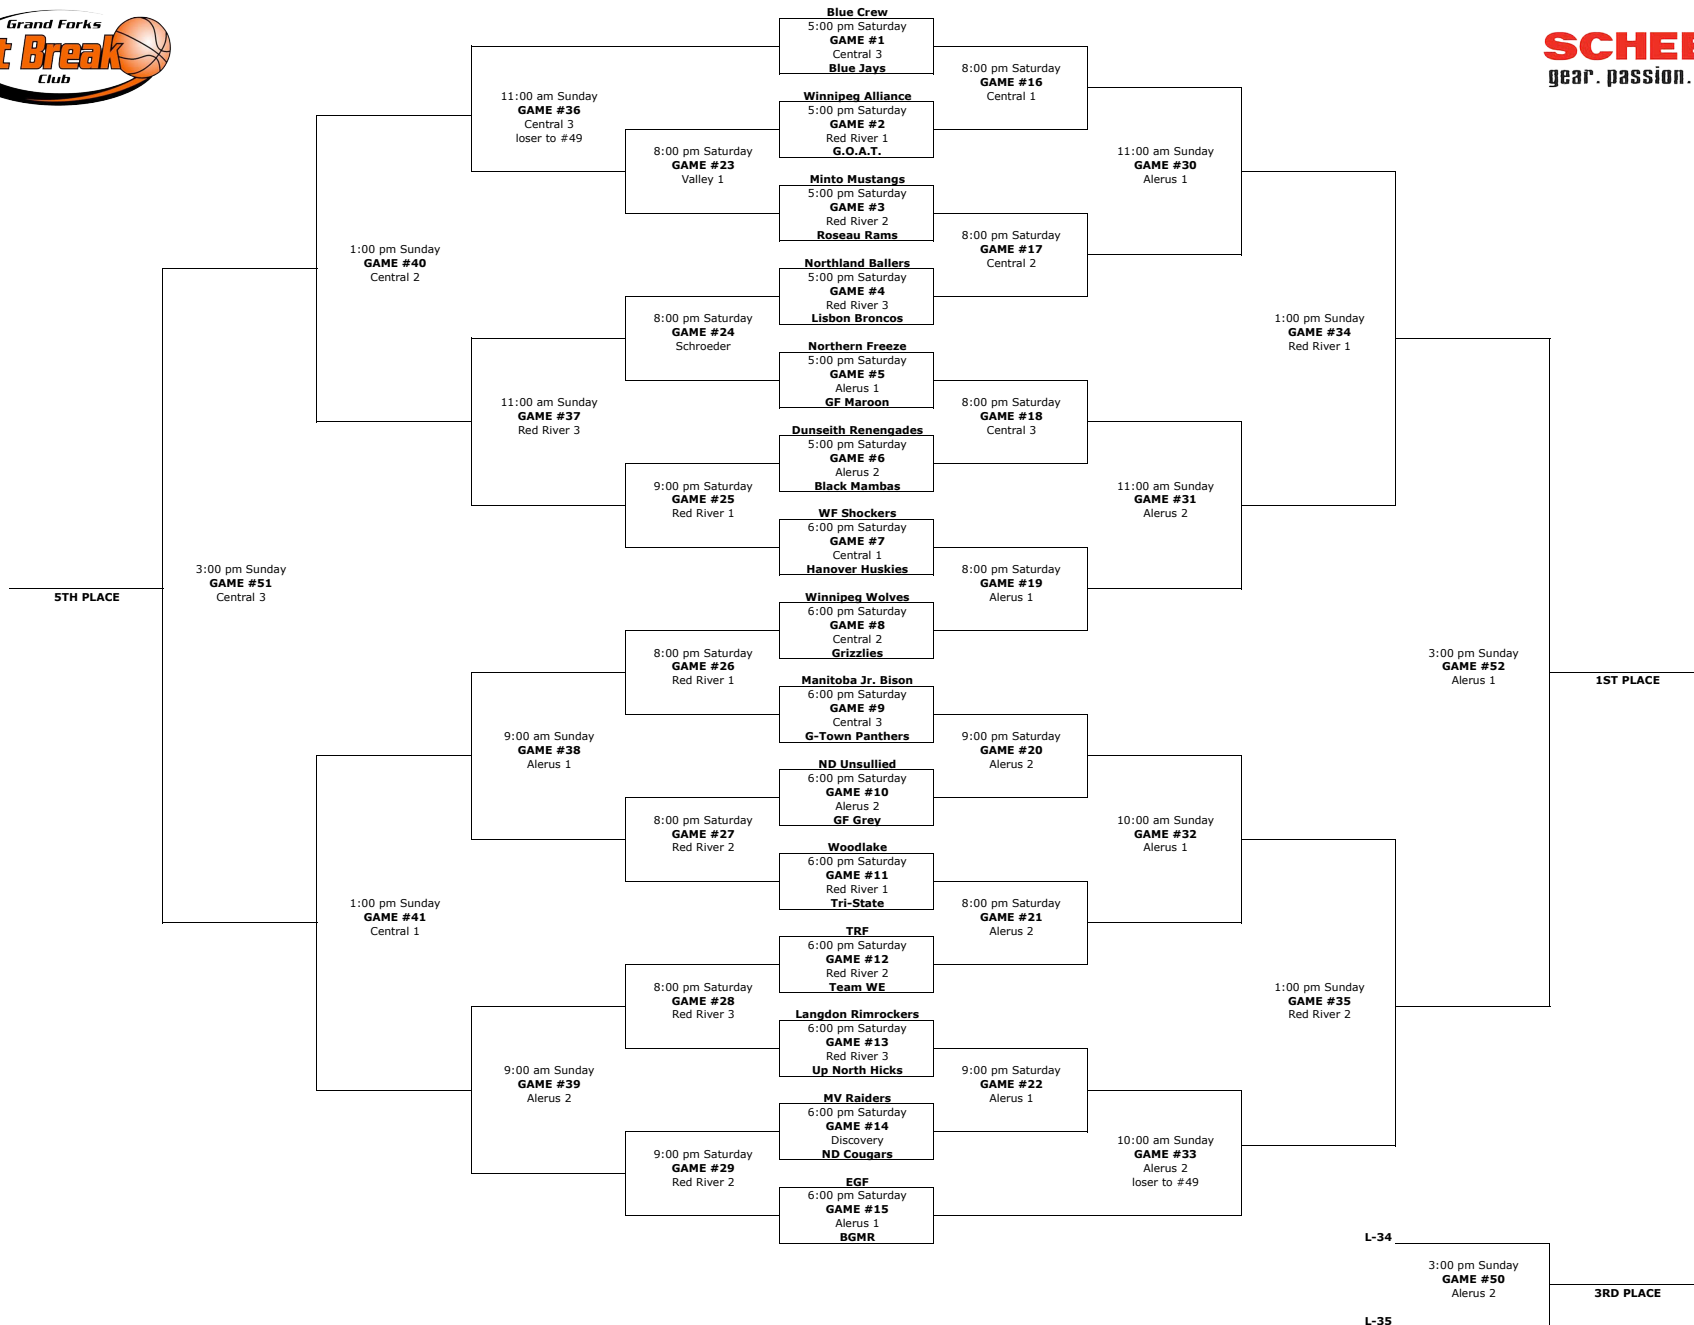 Grand Forks
t Break
Club
SCHEE
gear. passion.
Blue Crew
5:00 pm Saturday
GAME #1
Central 3
Blue Jays
Winnipeg Alliance
5:00 pm Saturday
GAME #2
Red River 1
G.O.A.T.
Minto Mustangs
5:00 pm Saturday
GAME #3
Red River 2
Roseau Rams
Northland Ballers
5:00 pm Saturday
GAME #4
Red River 3
Lisbon Broncos
Northern Freeze
5:00 pm Saturday
GAME #5
Alerus 1
GF Maroon
Dunseith Renengades
5:00 pm Saturday
GAME #6
Alerus 2
Black Mambas
WF Shockers
6:00 pm Saturday
GAME #7
Central 1
Hanover Huskies
Winnipeg Wolves
6:00 pm Saturday
GAME #8
Central 2
Grizzlies
Manitoba Jr. Bison
6:00 pm Saturday
GAME #9
Central 3
G-Town Panthers
ND Unsullied
6:00 pm Saturday
GAME #10
Alerus 2
GF Grey
Woodlake
6:00 pm Saturday
GAME #11
Red River 1
Tri-State
TRF
6:00 pm Saturday
GAME #12
Red River 2
Team WE
Langdon Rimrockers
6:00 pm Saturday
GAME #13
Red River 3
Up North Hicks
MV Raiders
6:00 pm Saturday
GAME #14
Discovery
ND Cougars
EGF
6:00 pm Saturday
GAME #15
Alerus 1
BGMR
8:00 pm Saturday
GAME #16
Central 1
8:00 pm Saturday
GAME #17
Central 2
8:00 pm Saturday
GAME #18
Central 3
8:00 pm Saturday
GAME #19
Alerus 1
9:00 pm Saturday
GAME #20
Alerus 2
8:00 pm Saturday
GAME #21
Alerus 2
9:00 pm Saturday
GAME #22
Alerus 1
8:00 pm Saturday
GAME #23
Valley 1
8:00 pm Saturday
GAME #24
Schroeder
9:00 pm Saturday
GAME #25
Red River 1
8:00 pm Saturday
GAME #26
Red River 1
8:00 pm Saturday
GAME #27
Red River 2
8:00 pm Saturday
GAME #28
Red River 3
9:00 pm Saturday
GAME #29
Red River 2
11:00 am Sunday
GAME #30
Alerus 1
11:00 am Sunday
GAME #31
Alerus 2
10:00 am Sunday
GAME #32
Alerus 1
10:00 am Sunday
GAME #33
Alerus 2
loser to #49
1:00 pm Sunday
GAME #34
Red River 1
1:00 pm Sunday
GAME #35
Red River 2
11:00 am Sunday
GAME #36
Central 3
loser to #49
11:00 am Sunday
GAME #37
Red River 3
9:00 am Sunday
GAME #38
Alerus 1
9:00 am Sunday
GAME #39
Alerus 2
1:00 pm Sunday
GAME #40
Central 2
1:00 pm Sunday
GAME #41
Central 1
3:00 pm Sunday
GAME #51
Central 3
5TH PLACE
3:00 pm Sunday
GAME #52
Alerus 1
1ST PLACE
L-34
3:00 pm Sunday
GAME #50
Alerus 2
3RD PLACE
L-35